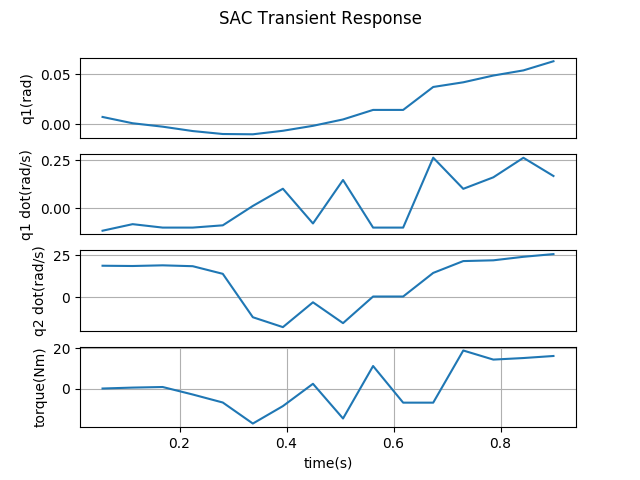 SAC Transient Response
q1(rad)
0.05
0.00
q1 dot(rad/s)
0.25
0.00
q2 dot(rad/s)
25
0
torque(Nm)
20
0
0.2 0.4 0.6 0.8
time(s)